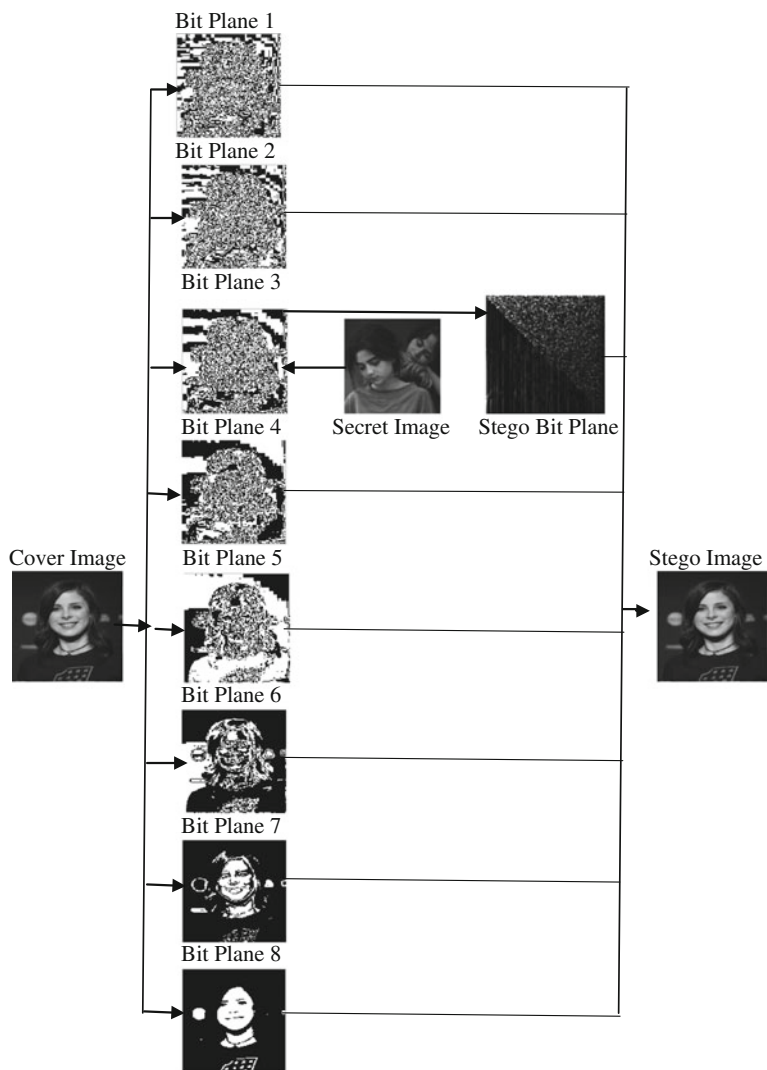 Bit Plane 1
Bit Plane 2
Bit Plane 3
Bit Plane 4
Secret Image
Stego Bit Plane
Bit Plane 5
Cover Image
Stego Image
Bit Plane 6
Bit Plane 7
Bit Plane 8